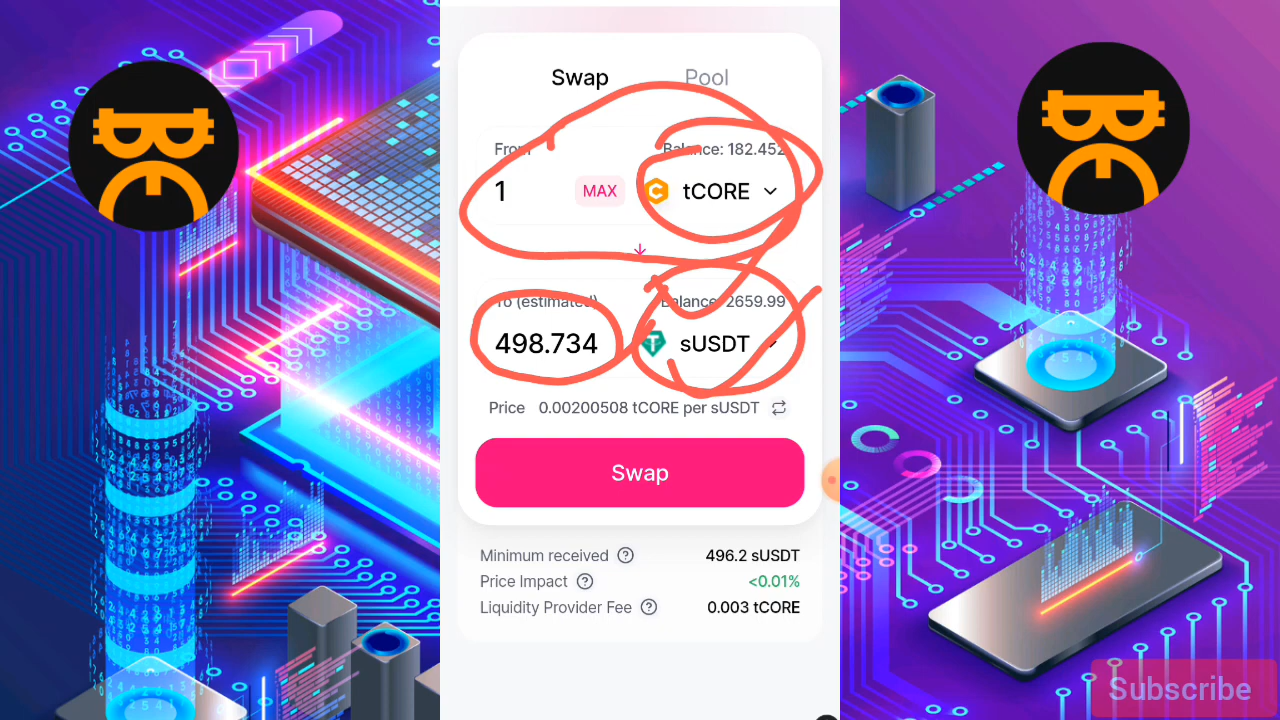 Swap Pool
From Balance: 182.452
1 MAX tCORE
To (estimated) Balance: 2659.99
498.734 sUSDT
Price 0.00200508 tCORE per sUSDT
Swap
Minimum received ? 496.2 sUSDT
Price Impact ? <0.01%
Liquidity Provider Fee ? 0.003 tCORE
Subscribe